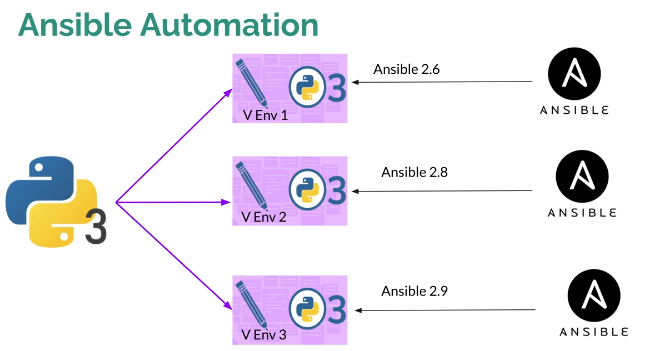 Ansible Automation
Ansible 2.6
3
V Env 1
ANSIBLE
Ansible 2.8
3
V Env 2
ANSIBLE
3
Ansible 2.9
3
V Env 3
ANSIBLE